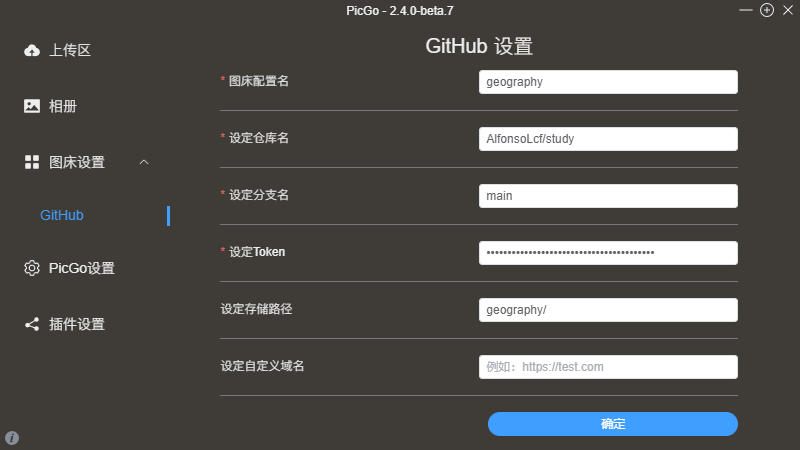 PicGo - 2.4.0-beta.7
上传区
相册
图床设置
GitHub
PicGo设置
插件设置
GitHub 设置
* 图床配置名
geography
* 设定仓库名
AlfonsoLcf/study
* 设定分支名
main
* 设定Token
••••••••••••••••••••••••••••••••••••••••
设定存储路径
geography/
设定自定义域名
例如：https://test.com
确定